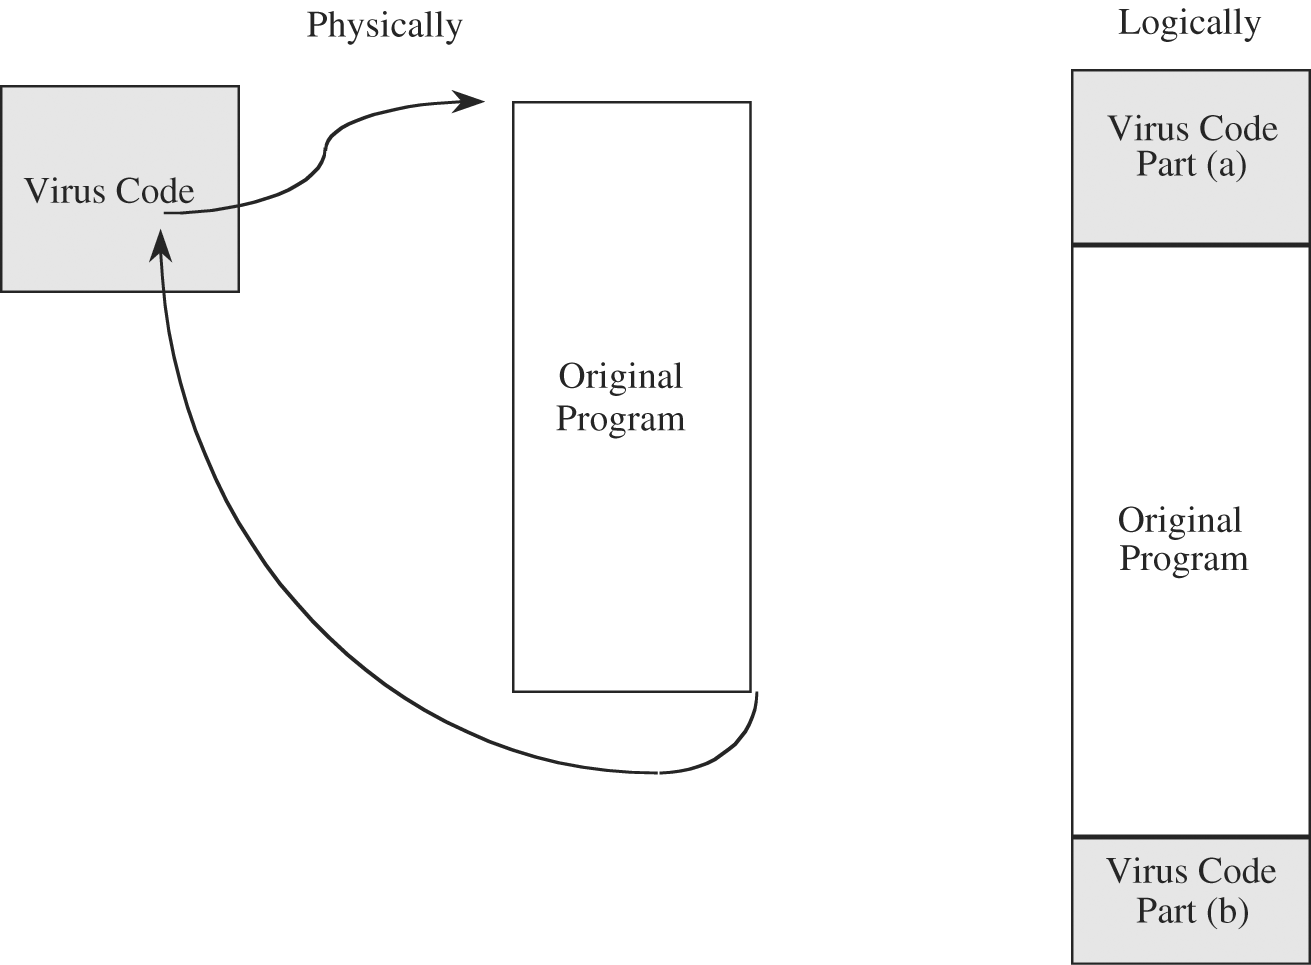 Physically
Virus Code
Original
Program
Logically
Virus Code
Part (a)
Original
Program
Virus Code
Part (b)